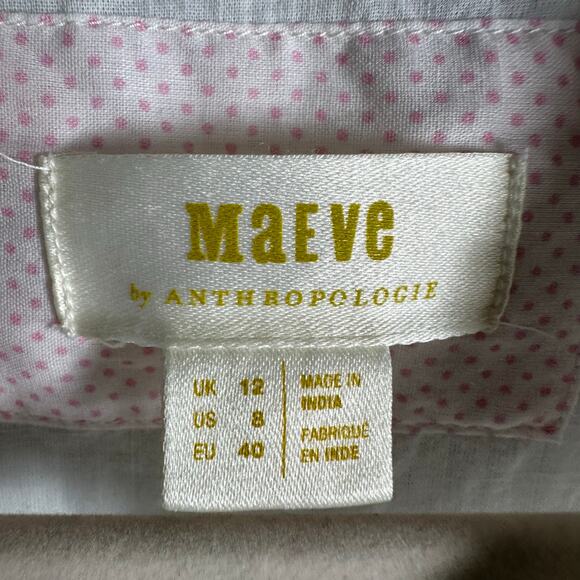 MaEVe
by ANTHROPOLOGIE
UK 12
US 8
EU 40
MADE IN
INDIA
FABRIQUÉ
EN INDE